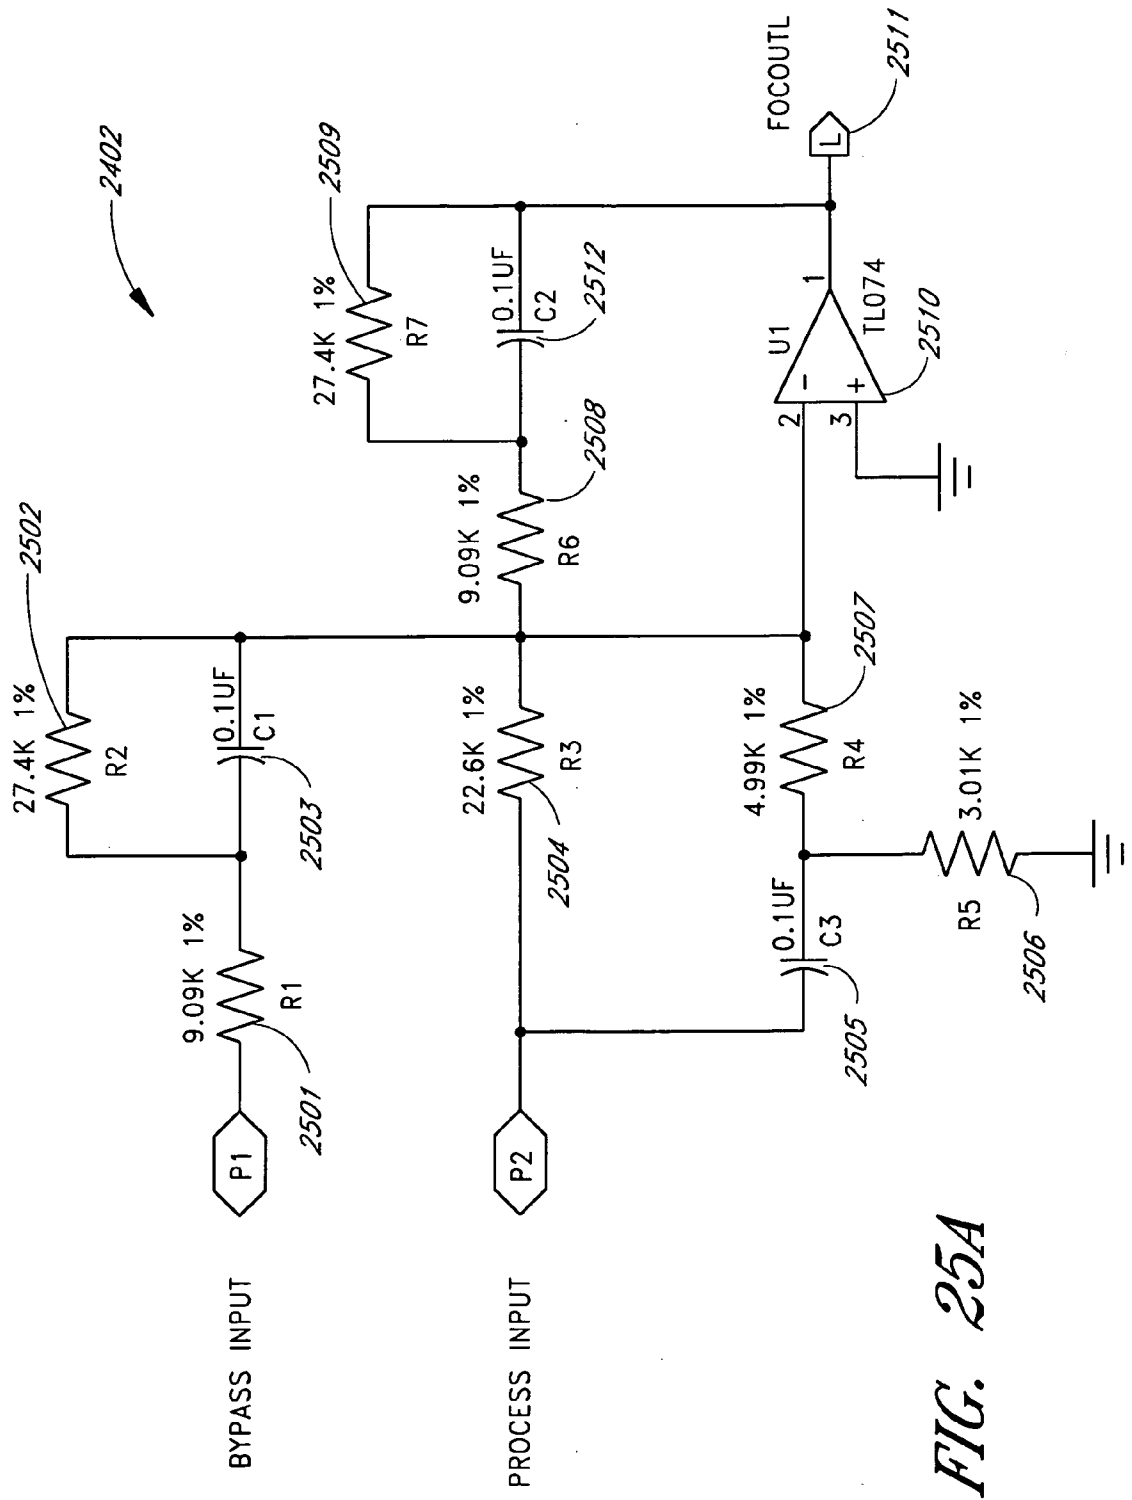 2402
2502
27.4K 1%
R2
0.1UF
C1
2503
9.09K 1%
R1
2501
P1
BYPASS INPUT
2509
27.4K 1%
R7
0.1UF
C2
2512
9.09K 1%
R6
2508
22.6K 1%
R3
2504
P2
PROCESS INPUT
FOCOUTL
L
2511
U1
1
2
3
-
+
TL074
2510
4.99K 1%
R4
2507
0.1UF
C3
2505
3.01K 1%
R5
2506
FIG. 25A